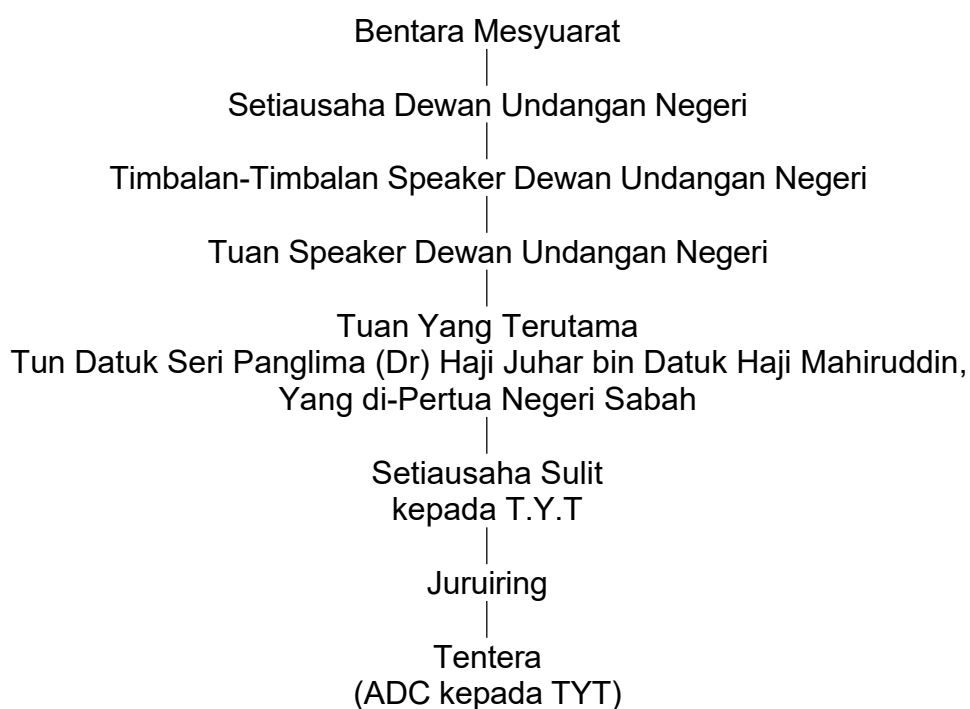 Bentara Mesyuarat
Setiausaha Dewan Undangan Negeri
Timbalan-Timbalan Speaker Dewan Undangan Negeri
Tuan Speaker Dewan Undangan Negeri
Tuan Yang Terutama
Tun Datuk Seri Panglima (Dr) Haji Juhar bin Datuk Haji Mahiruddin,
Yang di-Pertua Negeri Sabah
Setiausaha Sulit
kepada T.Y.T
Juruiring
Tentera
(ADC kepada TYT)